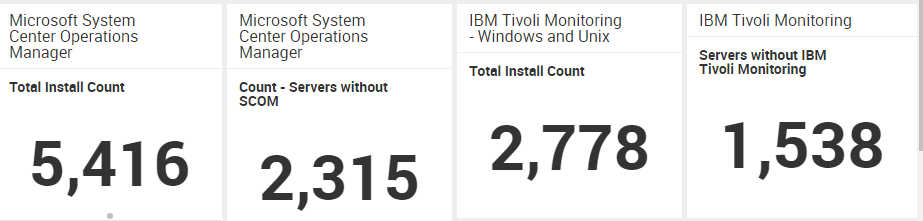 Microsoft System
Center Operations
Manager
Total Install Count
5,416
Microsoft System
Center Operations
Manager
Count - Servers without
SCOM
2,315
IBM Tivoli Monitoring
- Windows and Unix
Total Install Count
2,778
IBM Tivoli Monitoring
Servers without IBM
Tivoli Monitoring
1,538